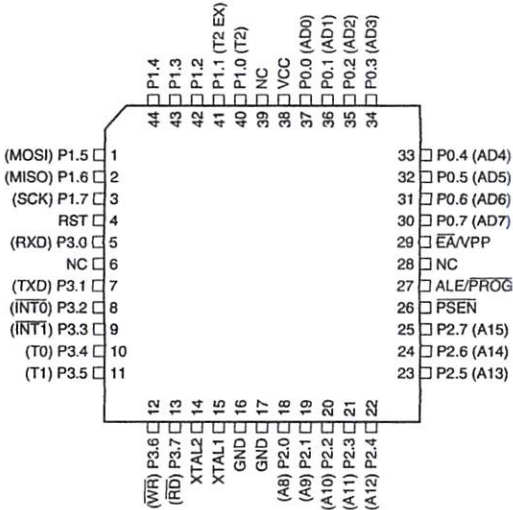 P1.4
P1.3
P1.2
P1.1 (T2 EX)
P1.0 (T2)
NC
VCC
P0.0 (AD0)
P0.1 (AD1)
P0.2 (AD2)
P0.3 (AD3)
44
43
42
41
40
39
38
37
36
35
34
(MOSI) P1.5 1
(MISO) P1.6 2
(SCK) P1.7 3
RST 4
(RXD) P3.0 5
NC 6
(TXD) P3.1 7
(INT0) P3.2 8
(INT1) P3.3 9
(T0) P3.4 10
(T1) P3.5 11
33 P0.4 (AD4)
32 P0.5 (AD5)
31 P0.6 (AD6)
30 P0.7 (AD7)
29 EA/VPP
28 NC
27 ALE/PROG
26 PSEN
25 P2.7 (A15)
24 P2.6 (A14)
23 P2.5 (A13)
12
13
14
15
16
17
18
19
20
21
22
(WR) P3.6
(RD) P3.7
XTAL2
XTAL1
GND
GND
(A8) P2.0
(A9) P2.1
(A10) P2.2
(A11) P2.3
(A12) P2.4